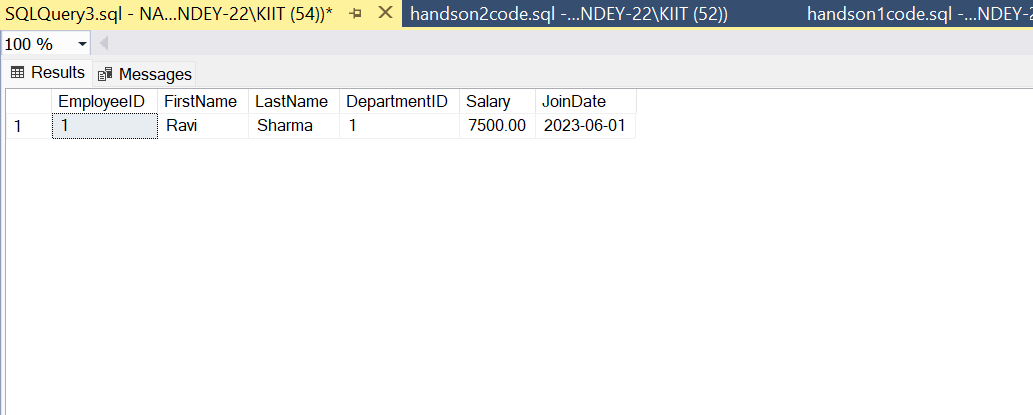 SQLQuery3.sql - NA...NDEY-22\KIIT (54))* handson2code.sql -...NDEY-22\KIIT (52)) handson1code.sql -...NDEY-2
100 %
Results Messages
EmployeeID FirstName LastName DepartmentID Salary JoinDate
1 1 Ravi Sharma 1 7500.00 2023-06-01